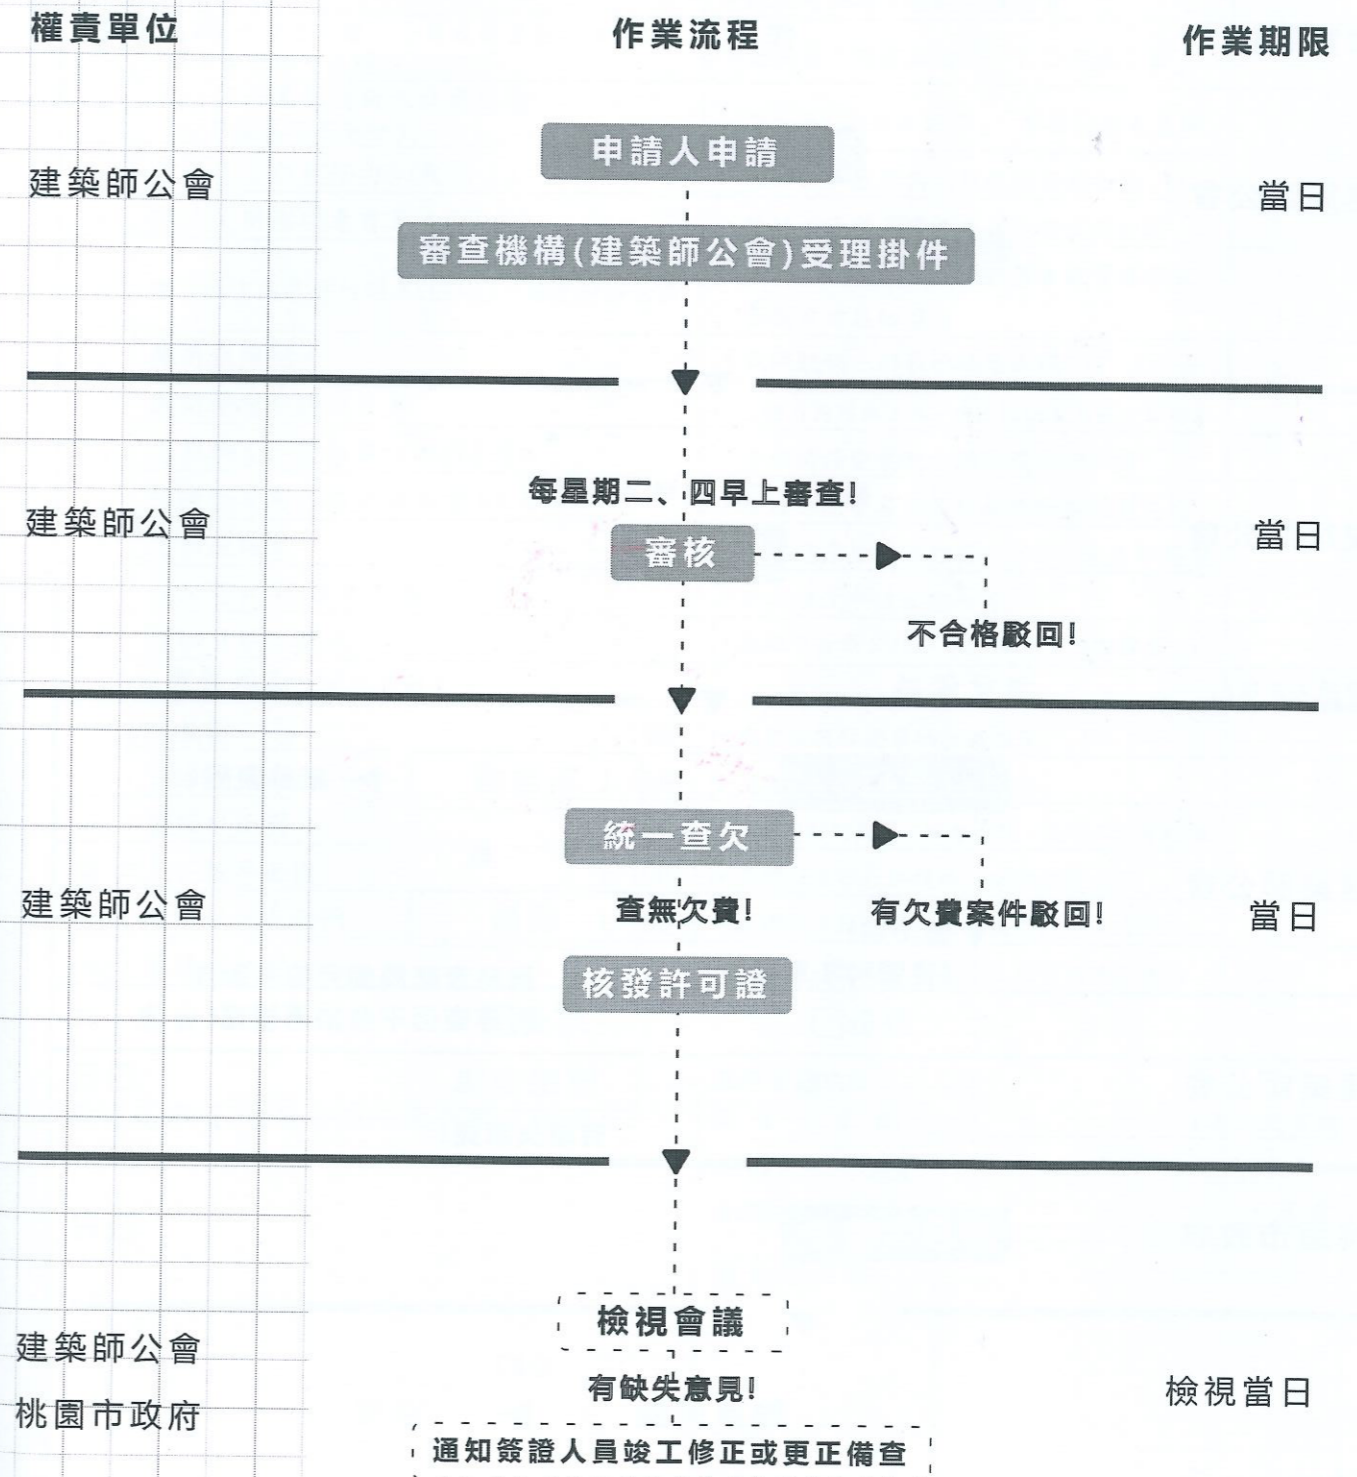 權責單位
作業流程
作業期限
申請人申請
建築師公會
當日
審查機構(建築師公會)受理掛件
每星期二、四早上審查!
建築師公會
審核
當日
不合格駁回!
統一查欠
建築師公會
查無欠費!
有欠費案件駁回!
當日
核發許可證
檢視會議
建築師公會
有缺失意見!
檢視當日
桃園市政府
通知簽證人員竣工修正或更正備查